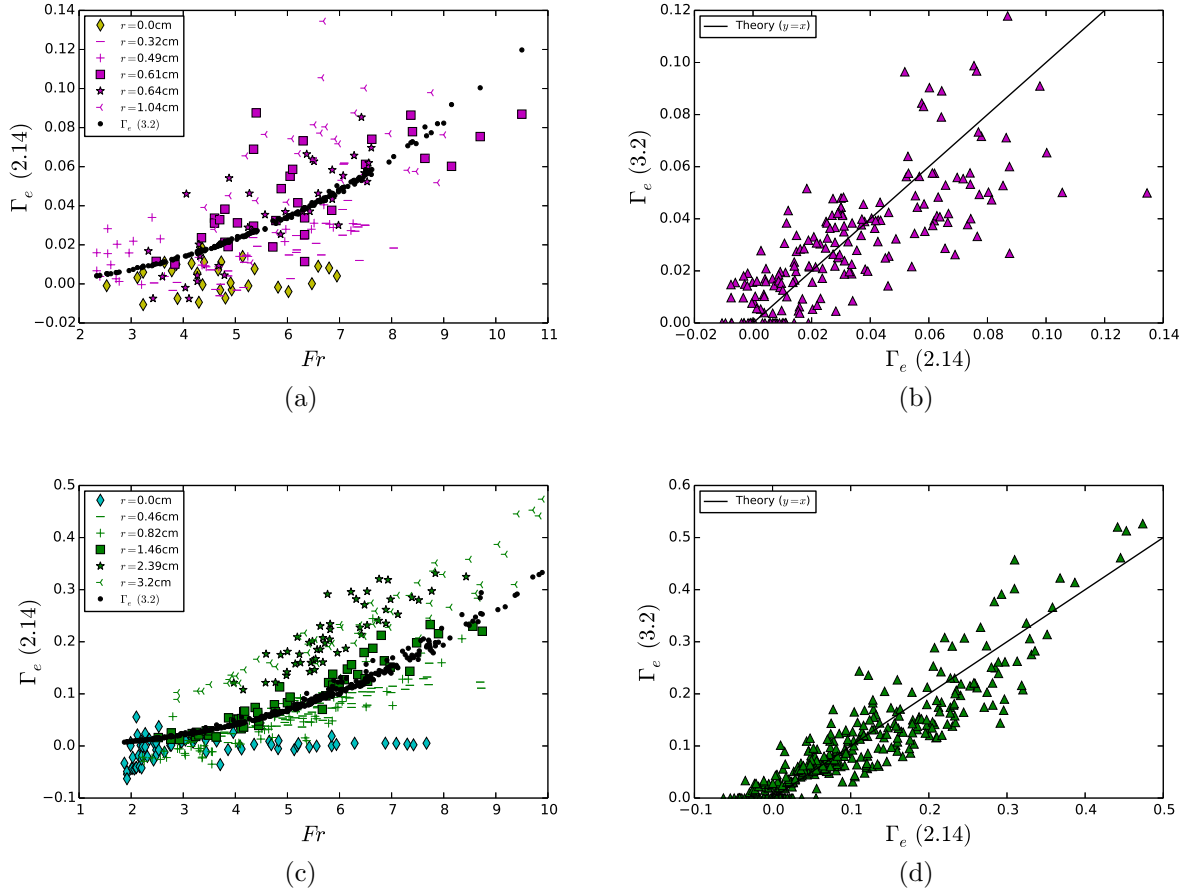 0.14
0.12
0.10
0.08
0.06
0.04
0.02
0.00
−0.02
Γe (2.14)
r=0.0cm
r=0.32cm
r=0.49cm
r=0.61cm
r=0.64cm
r=1.04cm
Γe (3.2)
2 3 4 5 6 7 8 9 10 11
Fr
(a)
0.12
0.10
0.08
0.06
0.04
0.02
0.00
Γe (3.2)
Theory (y=x)
−0.02 0.00 0.02 0.04 0.06 0.08 0.10 0.12 0.14
Γe (2.14)
(b)
0.5
0.4
0.3
0.2
0.1
0.0
−0.1
Γe (2.14)
r=0.0cm
r=0.46cm
r=0.82cm
r=1.46cm
r=2.39cm
r=3.2cm
Γe (3.2)
1 2 3 4 5 6 7 8 9 10
Fr
(c)
0.6
0.5
0.4
0.3
0.2
0.1
0.0
Γe (3.2)
Theory (y=x)
−0.1 0.0 0.1 0.2 0.3 0.4 0.5
Γe (2.14)
(d)